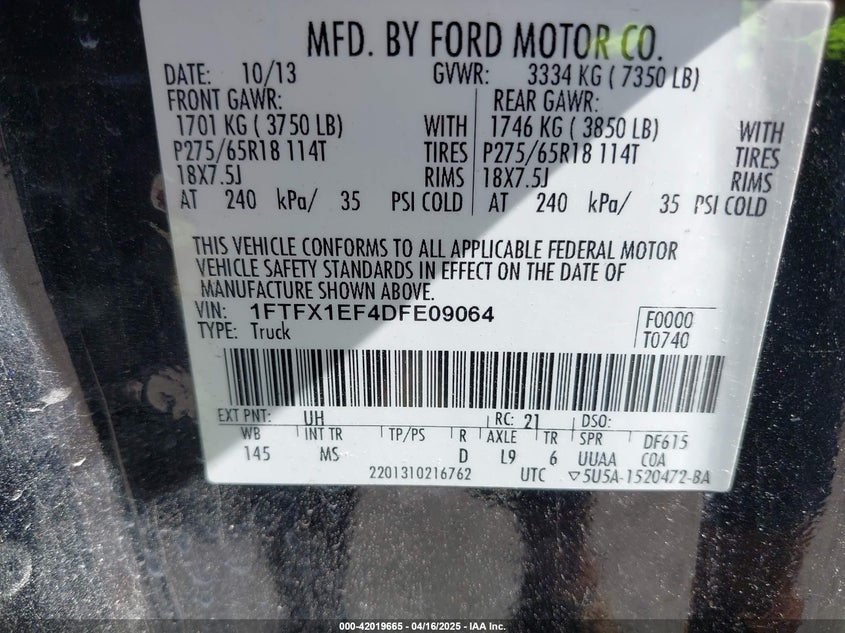 MFD. BY FORD MOTOR CO.
DATE: 10/13 GVWR: 3334 KG ( 7350 LB)
FRONT GAWR: REAR GAWR:
1701 KG ( 3750 LB) WITH 1746 KG ( 3850 LB) WITH
P275/65R18 114T TIRES P275/65R18 114T TIRES
18X7.5J RIMS 18X7.5J RIMS
AT 240 kPa/ 35 PSI COLD AT 240 kPa/ 35 PSI COLD
THIS VEHICLE CONFORMS TO ALL APPLICABLE FEDERAL MOTOR
VEHICLE SAFETY STANDARDS IN EFFECT ON THE DATE OF
MANUFACTURE SHOWN ABOVE.
VIN: 1FTFX1EF4DFE09064 F0000
TYPE: Truck T0740
EXT PNT: UH RC: 21 DSO:
WB INT TR TP/PS R AXLE TR SPR DF615
145 MS D L9 6 UUAA COA
2201310216762 UTC ▽5U5A-1520472-BA
000-42019665 - 04/16/2025 - IAA Inc.